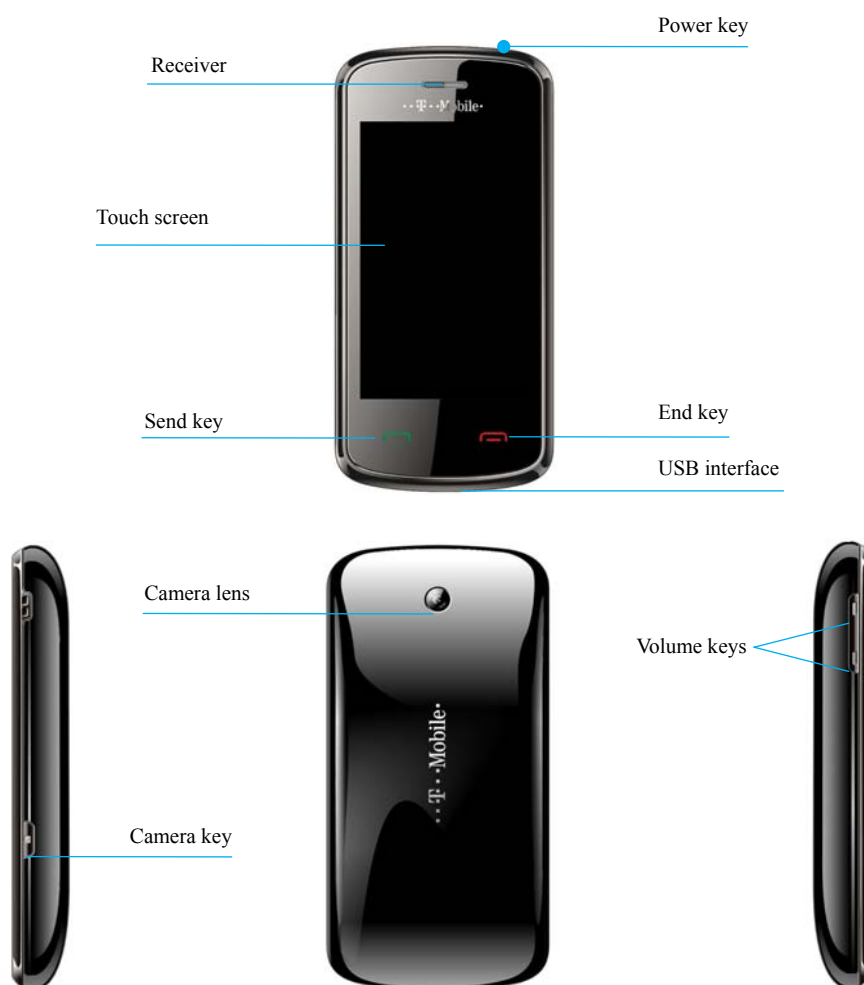 Power key
Receiver
··T··Mobile·
Touch screen
Send key
End key
USB interface
Camera lens
Volume keys
··T··Mobile·
Camera key